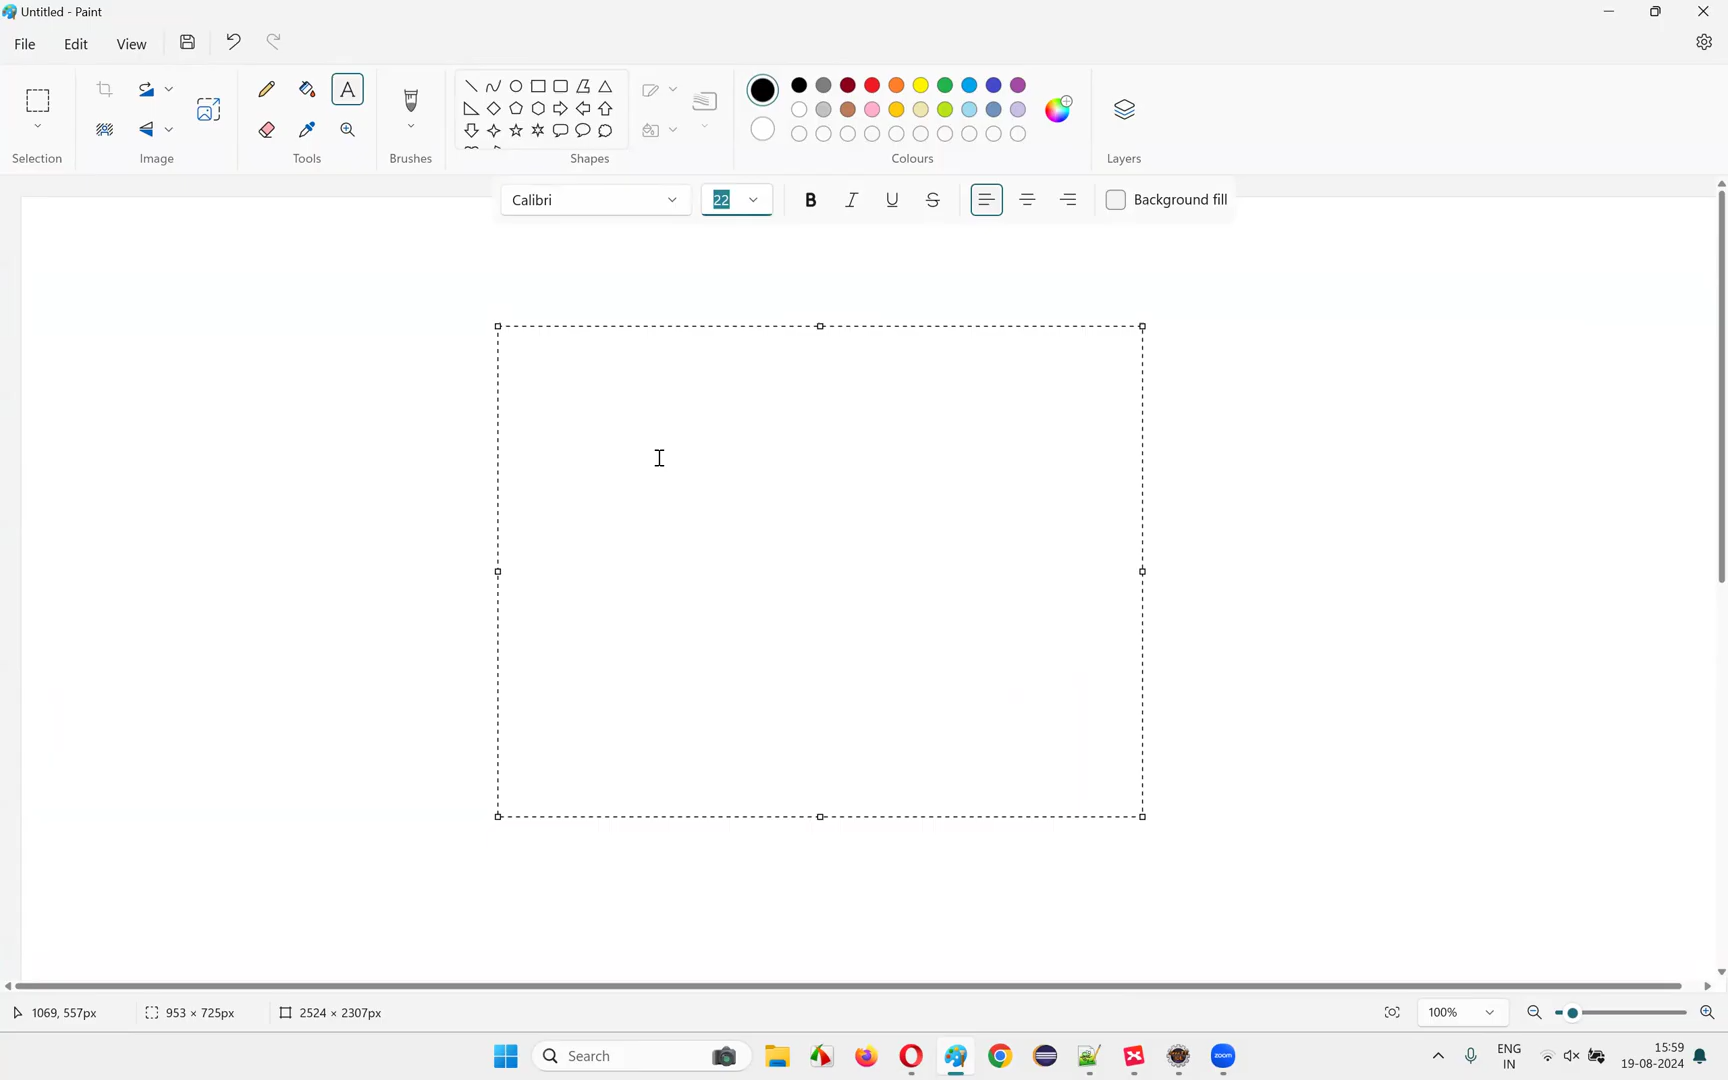 Untitled - Paint
File Edit View
Selection Image Tools Brushes Shapes Colours Layers
Calibri 22 B I U S Background fill
1069, 557px 953 × 725px 2524 × 2307px 100%
Search zoom ENG IN 15:59 19-08-2024